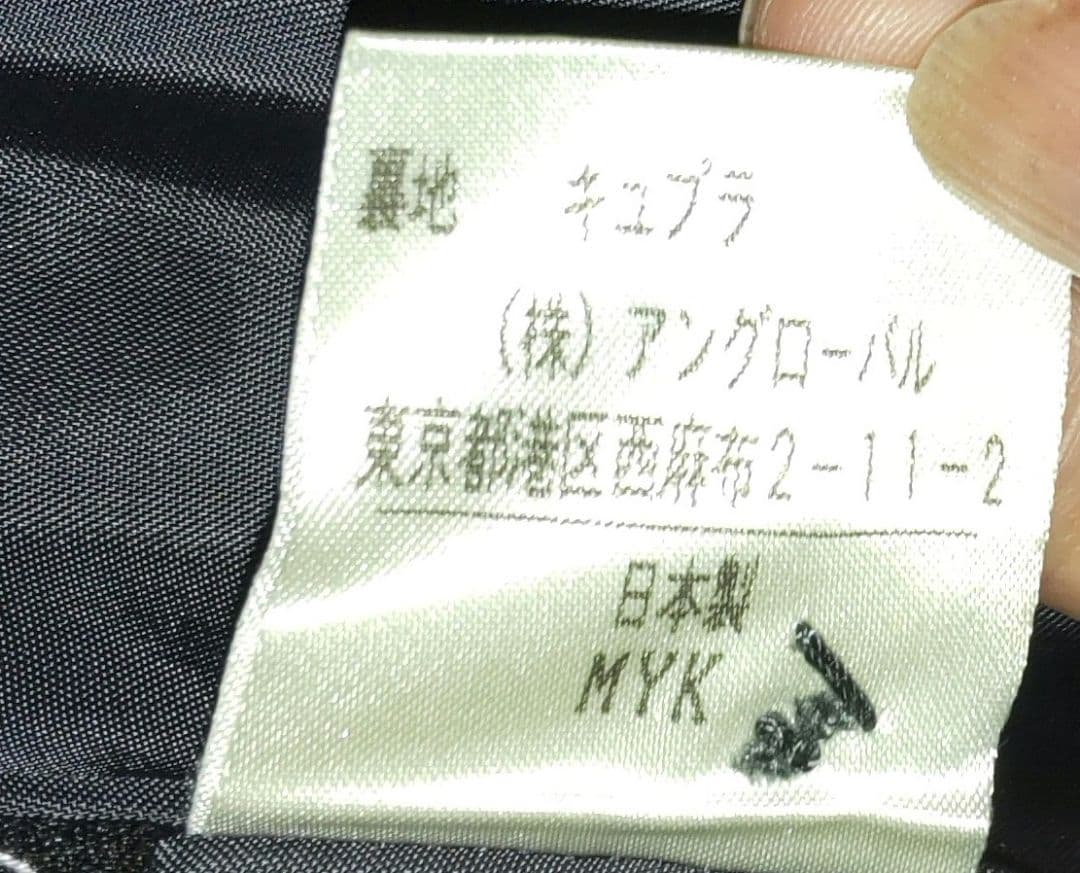 裏地 キュプラ
(株)アングローバル
東京都港区西麻布2-11-2
日本製
MYK